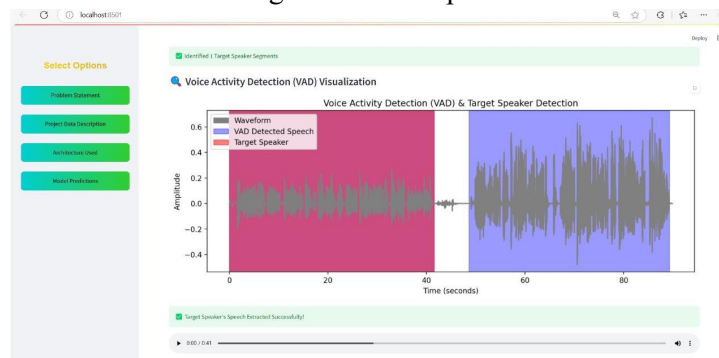 localhost:8501
Deploy
Select Options
Problem Statement
Project Data Description
Architecture Used
Model Predictions
Identified 1 Target Speaker Segments
Voice Activity Detection (VAD) Visualization
Voice Activity Detection (VAD) & Target Speaker Detection
Waveform
VAD Detected Speech
Target Speaker
Amplitude
0.6
0.4
0.2
0.0
−0.2
−0.4
0 20 40 60 80
Time (seconds)
Target Speaker's Speech Extracted Successfully!
0:00 / 0:41